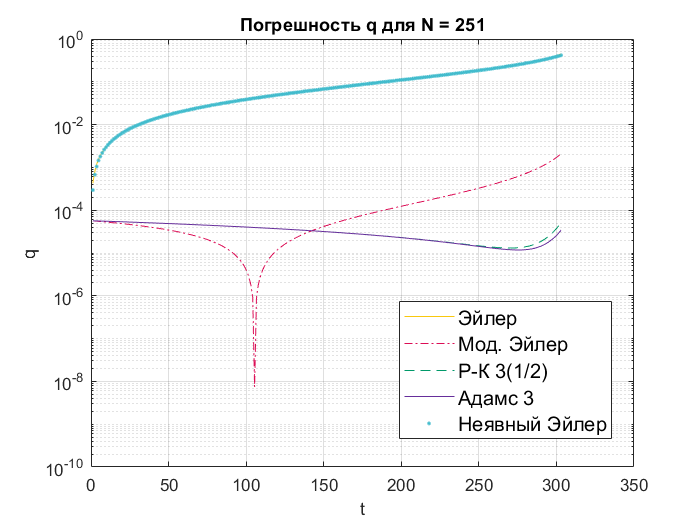 Погрешность q для N = 251
10^0
10^-2
10^-4
10^-6
10^-8
10^-10
q
0 50 100 150 200 250 300 350
t
Эйлер
Мод. Эйлер
Р-К 3(1/2)
Адамс 3
Неявный Эйлер